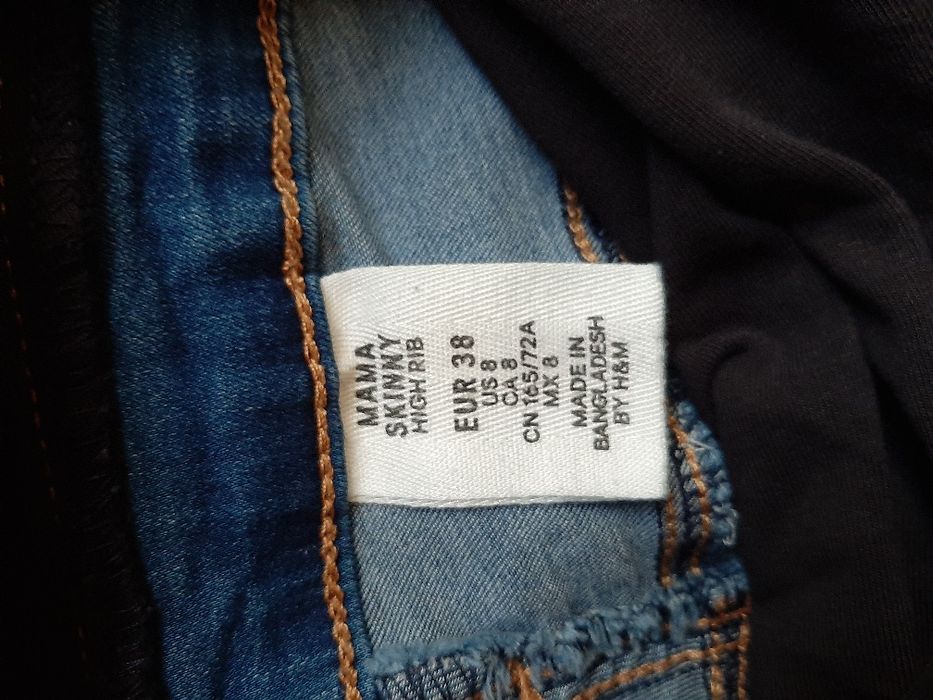 MAMA
SKINNY
HIGH RIB
EUR 38
US 8
CA 8
CN 165/72A
MX 8
MADE IN
BANGLADESH
BY H&M